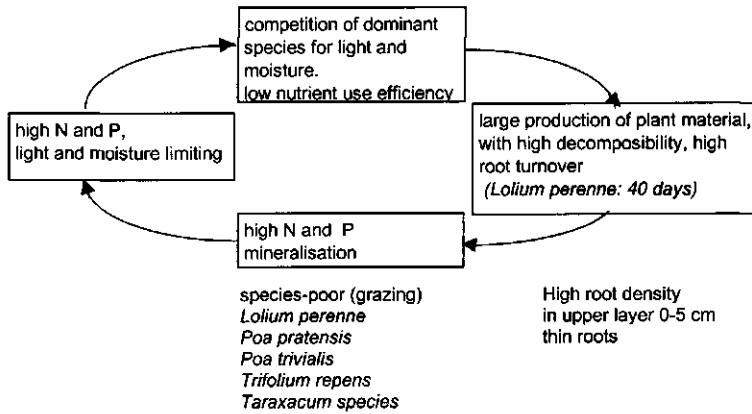 competition of dominant
species for light and
moisture.
low nutrient use efficiency
high N and P,
light and moisture limiting
large production of plant material,
with high decomposibility, high
root turnover
(Lolium perenne: 40 days)
high N and P
mineralisation
species-poor (grazing)
Lolium perenne
Poa pratensis
Poa trivialis
Trifolium repens
Taraxacum species
High root density
in upper layer 0-5 cm
thin roots